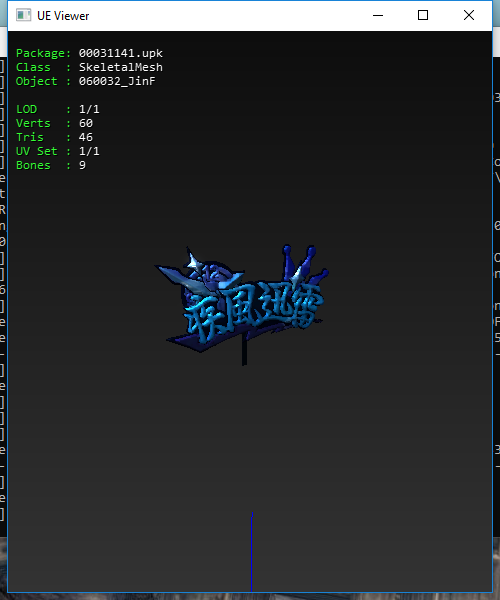 UE Viewer
Package: 00031141.upk
Class : SkeletalMesh
Object : 060032_JinF
LOD : 1/1
Verts : 60
Tris : 46
UV Set : 1/1
Bones : 9
疾風迅雷